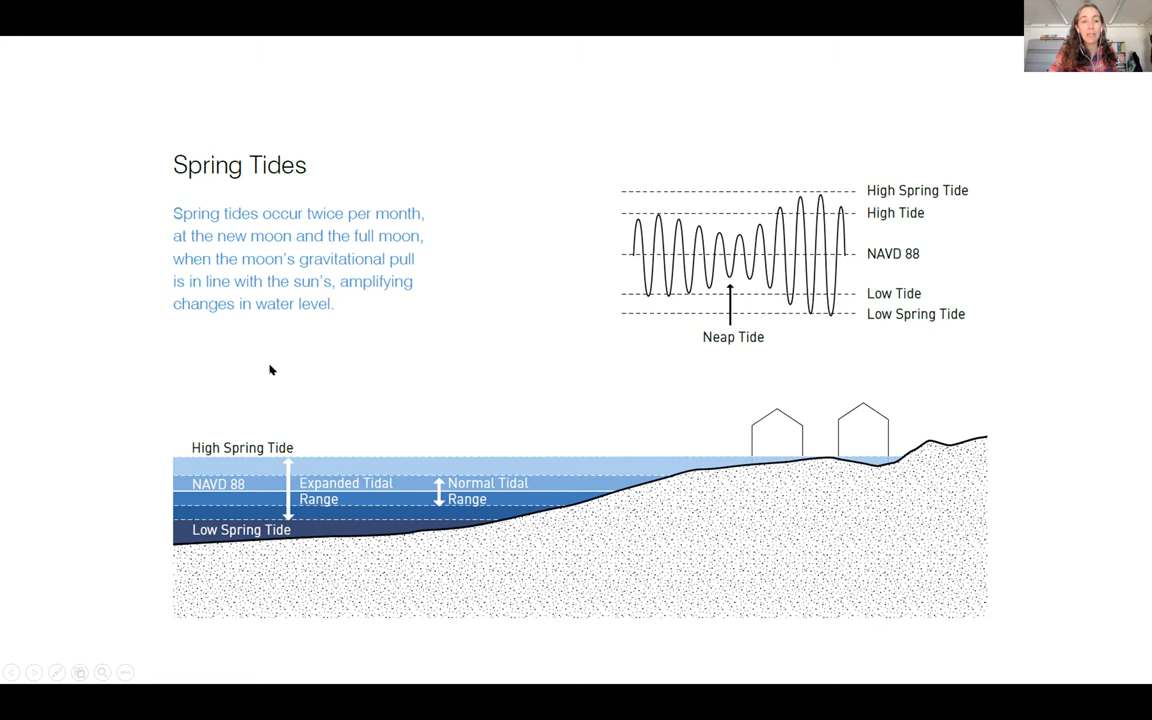 Spring Tides
Spring tides occur twice per month,
at the new moon and the full moon,
when the moon's gravitational pull
is in line with the sun's, amplifying
changes in water level.
High Spring Tide
High Tide
NAVD 88
Low Tide
Low Spring Tide
Neap Tide
High Spring Tide
NAVD 88
Expanded Tidal
Range
Normal Tidal
Range
Low Spring Tide